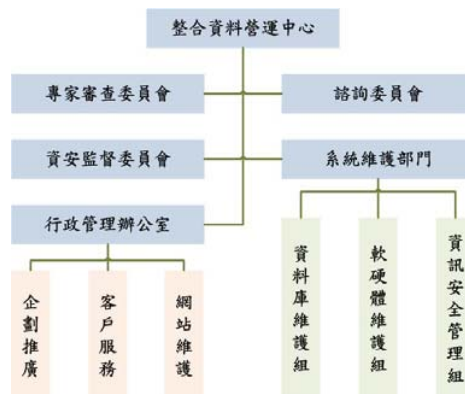 整合資料營運中心
專家審查委員會
諮詢委員會
資安監督委員會
系統維護部門
行政管理辦公室
企劃推廣
客戶服務
網站維護
資料庫維護組
軟硬體維護組
資訊安全管理組